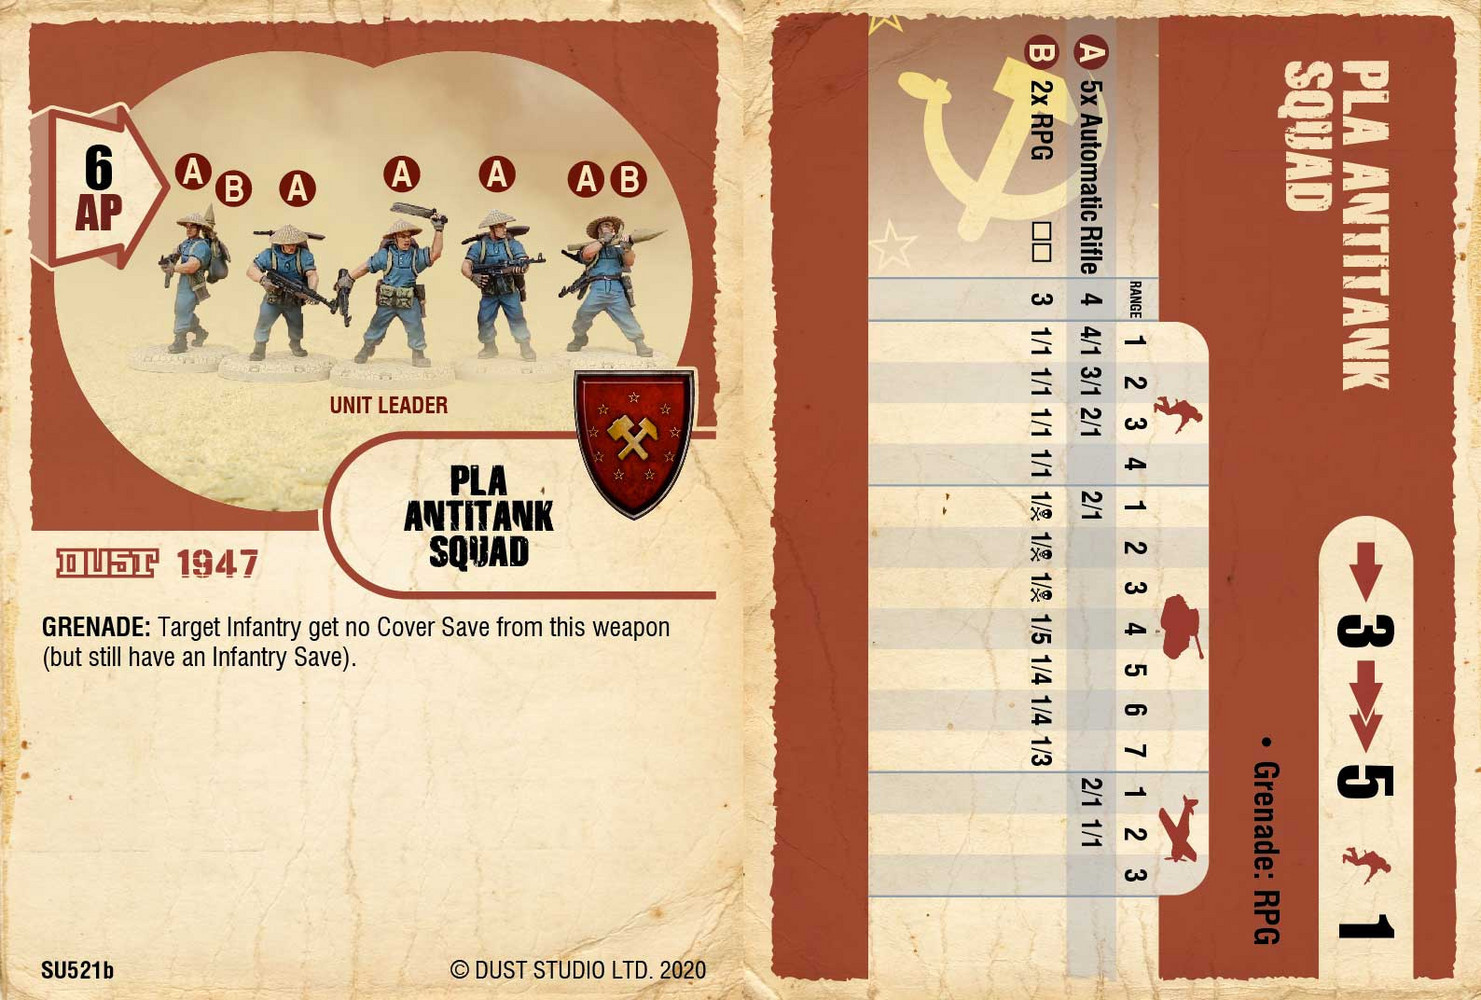 6
AP
A
B
A
A
A
A
B
UNIT LEADER
PLA
ANTITANK
SQUAD
DUST 1947
GRENADE: Target Infantry get no Cover Save from this weapon
(but still have an Infantry Save).
SU521b
© DUST STUDIO LTD. 2020
PLA ANTITANK
SQUAD
3 5 1
• Grenade: RPG
RANGE 1 2 3 4 1 2 3 4 5 6 7 1 2 3
A 5x Automatic Rifle 4 4/1 3/1 2/1 2/1 2/1 1/1
B 2x RPG □□ 3 1/1 1/1 1/1 1/1 1/☠ 1/☠ 1/☠ 1/5 1/4 1/4 1/3